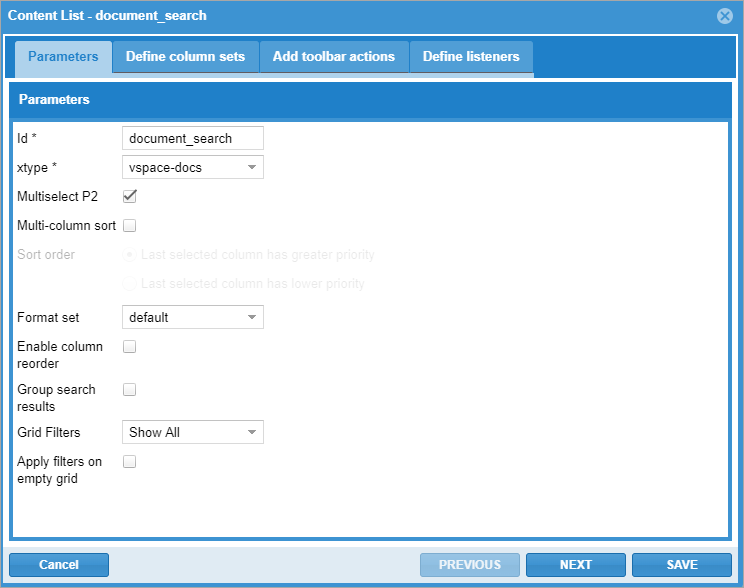 Content List - document_search
Parameters Define column sets Add toolbar actions Define listeners
Parameters
Id * document_search
xtype * vspace-docs
Multiselect P2
Multi-column sort
Sort order Last selected column has greater priority
Last selected column has lower priority
Format set default
Enable column
reorder
Group search
results
Grid Filters Show All
Apply filters on
empty grid
Cancel PREVIOUS NEXT SAVE